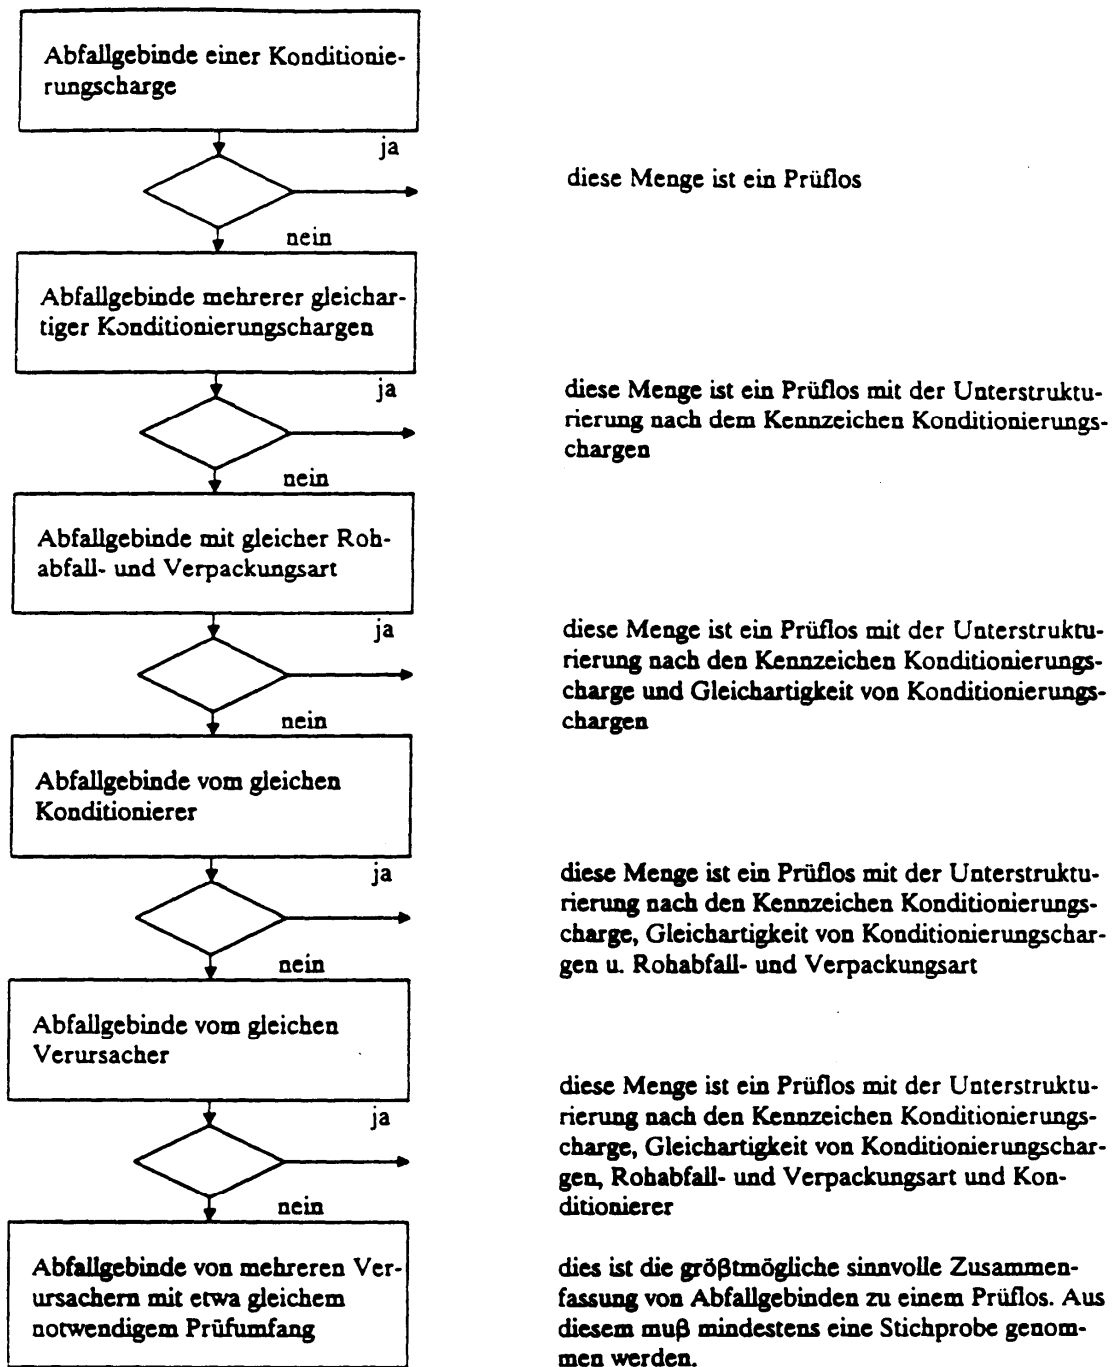 Abfallgebinde einer Konditionie-
rungscharge
ja
diese Menge ist ein Prüflos
nein
Abfallgebinde mehrerer gleichar-
tiger Konditionierungschargen
ja
diese Menge ist ein Prüflos mit der Unterstruktu-
rierung nach dem Kennzeichen Konditionierungs-
chargen
nein
Abfallgebinde mit gleicher Roh-
abfall- und Verpackungsart
ja
diese Menge ist ein Prüflos mit der Unterstruktu-
rierung nach den Kennzeichen Konditionierungs-
charge und Gleichartigkeit von Konditionierungs-
chargen
nein
Abfallgebinde vom gleichen
Konditionierer
ja
diese Menge ist ein Prüflos mit der Unterstruktu-
rierung nach den Kennzeichen Konditionierungs-
charge, Gleichartigkeit von Konditionierungschar-
gen u. Rohabfall- und Verpackungsart
nein
Abfallgebinde vom gleichen
Verursacher
ja
diese Menge ist ein Prüflos mit der Unterstruktu-
rierung nach den Kennzeichen Konditionierungs-
charge, Gleichartigkeit von Konditionierungschar-
gen, Rohabfall- und Verpackungsart und Kon-
ditionierer
nein
Abfallgebinde von mehreren Ver-
ursachern mit etwa gleichem
notwendigem Prüfumfang
dies ist die größtmögliche sinnvolle Zusammen-
fassung von Abfallgebinden zu einem Prüflos. Aus
diesem muß mindestens eine Stichprobe genom-
men werden.